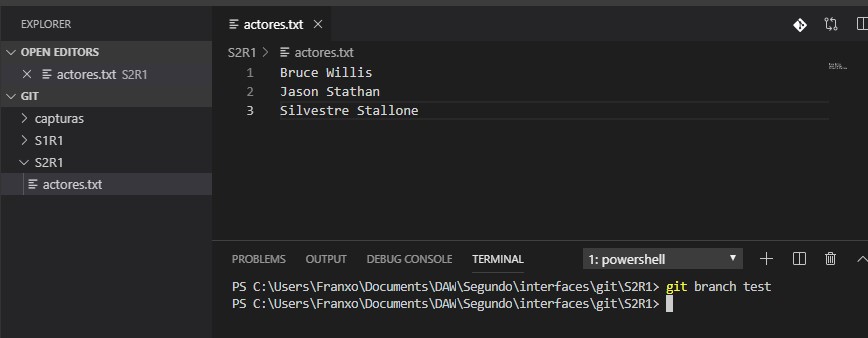 EXPLORER
OPEN EDITORS
actores.txt S2R1
GIT
capturas
S1R1
S2R1
actores.txt
actores.txt
S2R1 > actores.txt
1 Bruce Willis
2 Jason Stathan
3 Silvestre Stallone
PROBLEMS OUTPUT DEBUG CONSOLE TERMINAL 1: powershell
PS C:\Users\Franxo\Documents\DAW\Segundo\interfaces\git\S2R1> git branch test
PS C:\Users\Franxo\Documents\DAW\Segundo\interfaces\git\S2R1>